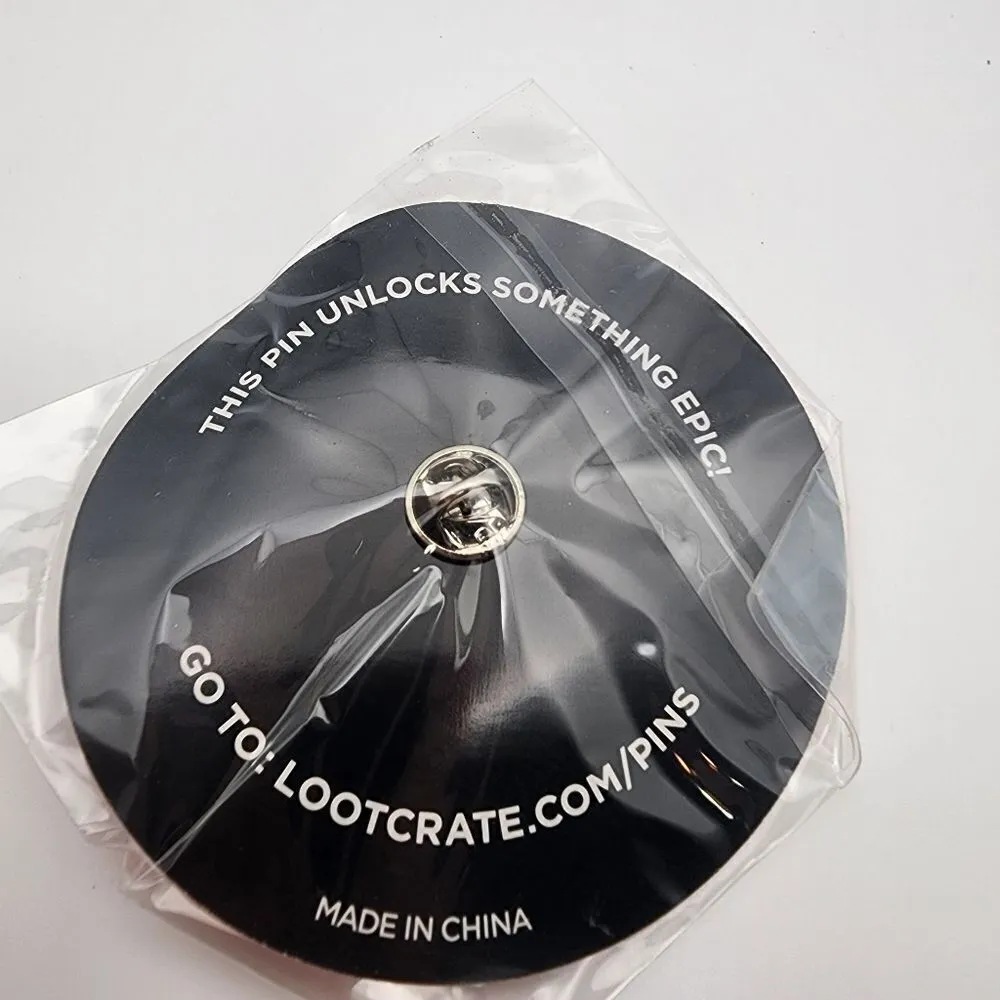 THIS PIN UNLOCKS SOMETHING EPIC!
GO TO: LOOTCRATE.COM/PINS
MADE IN CHINA